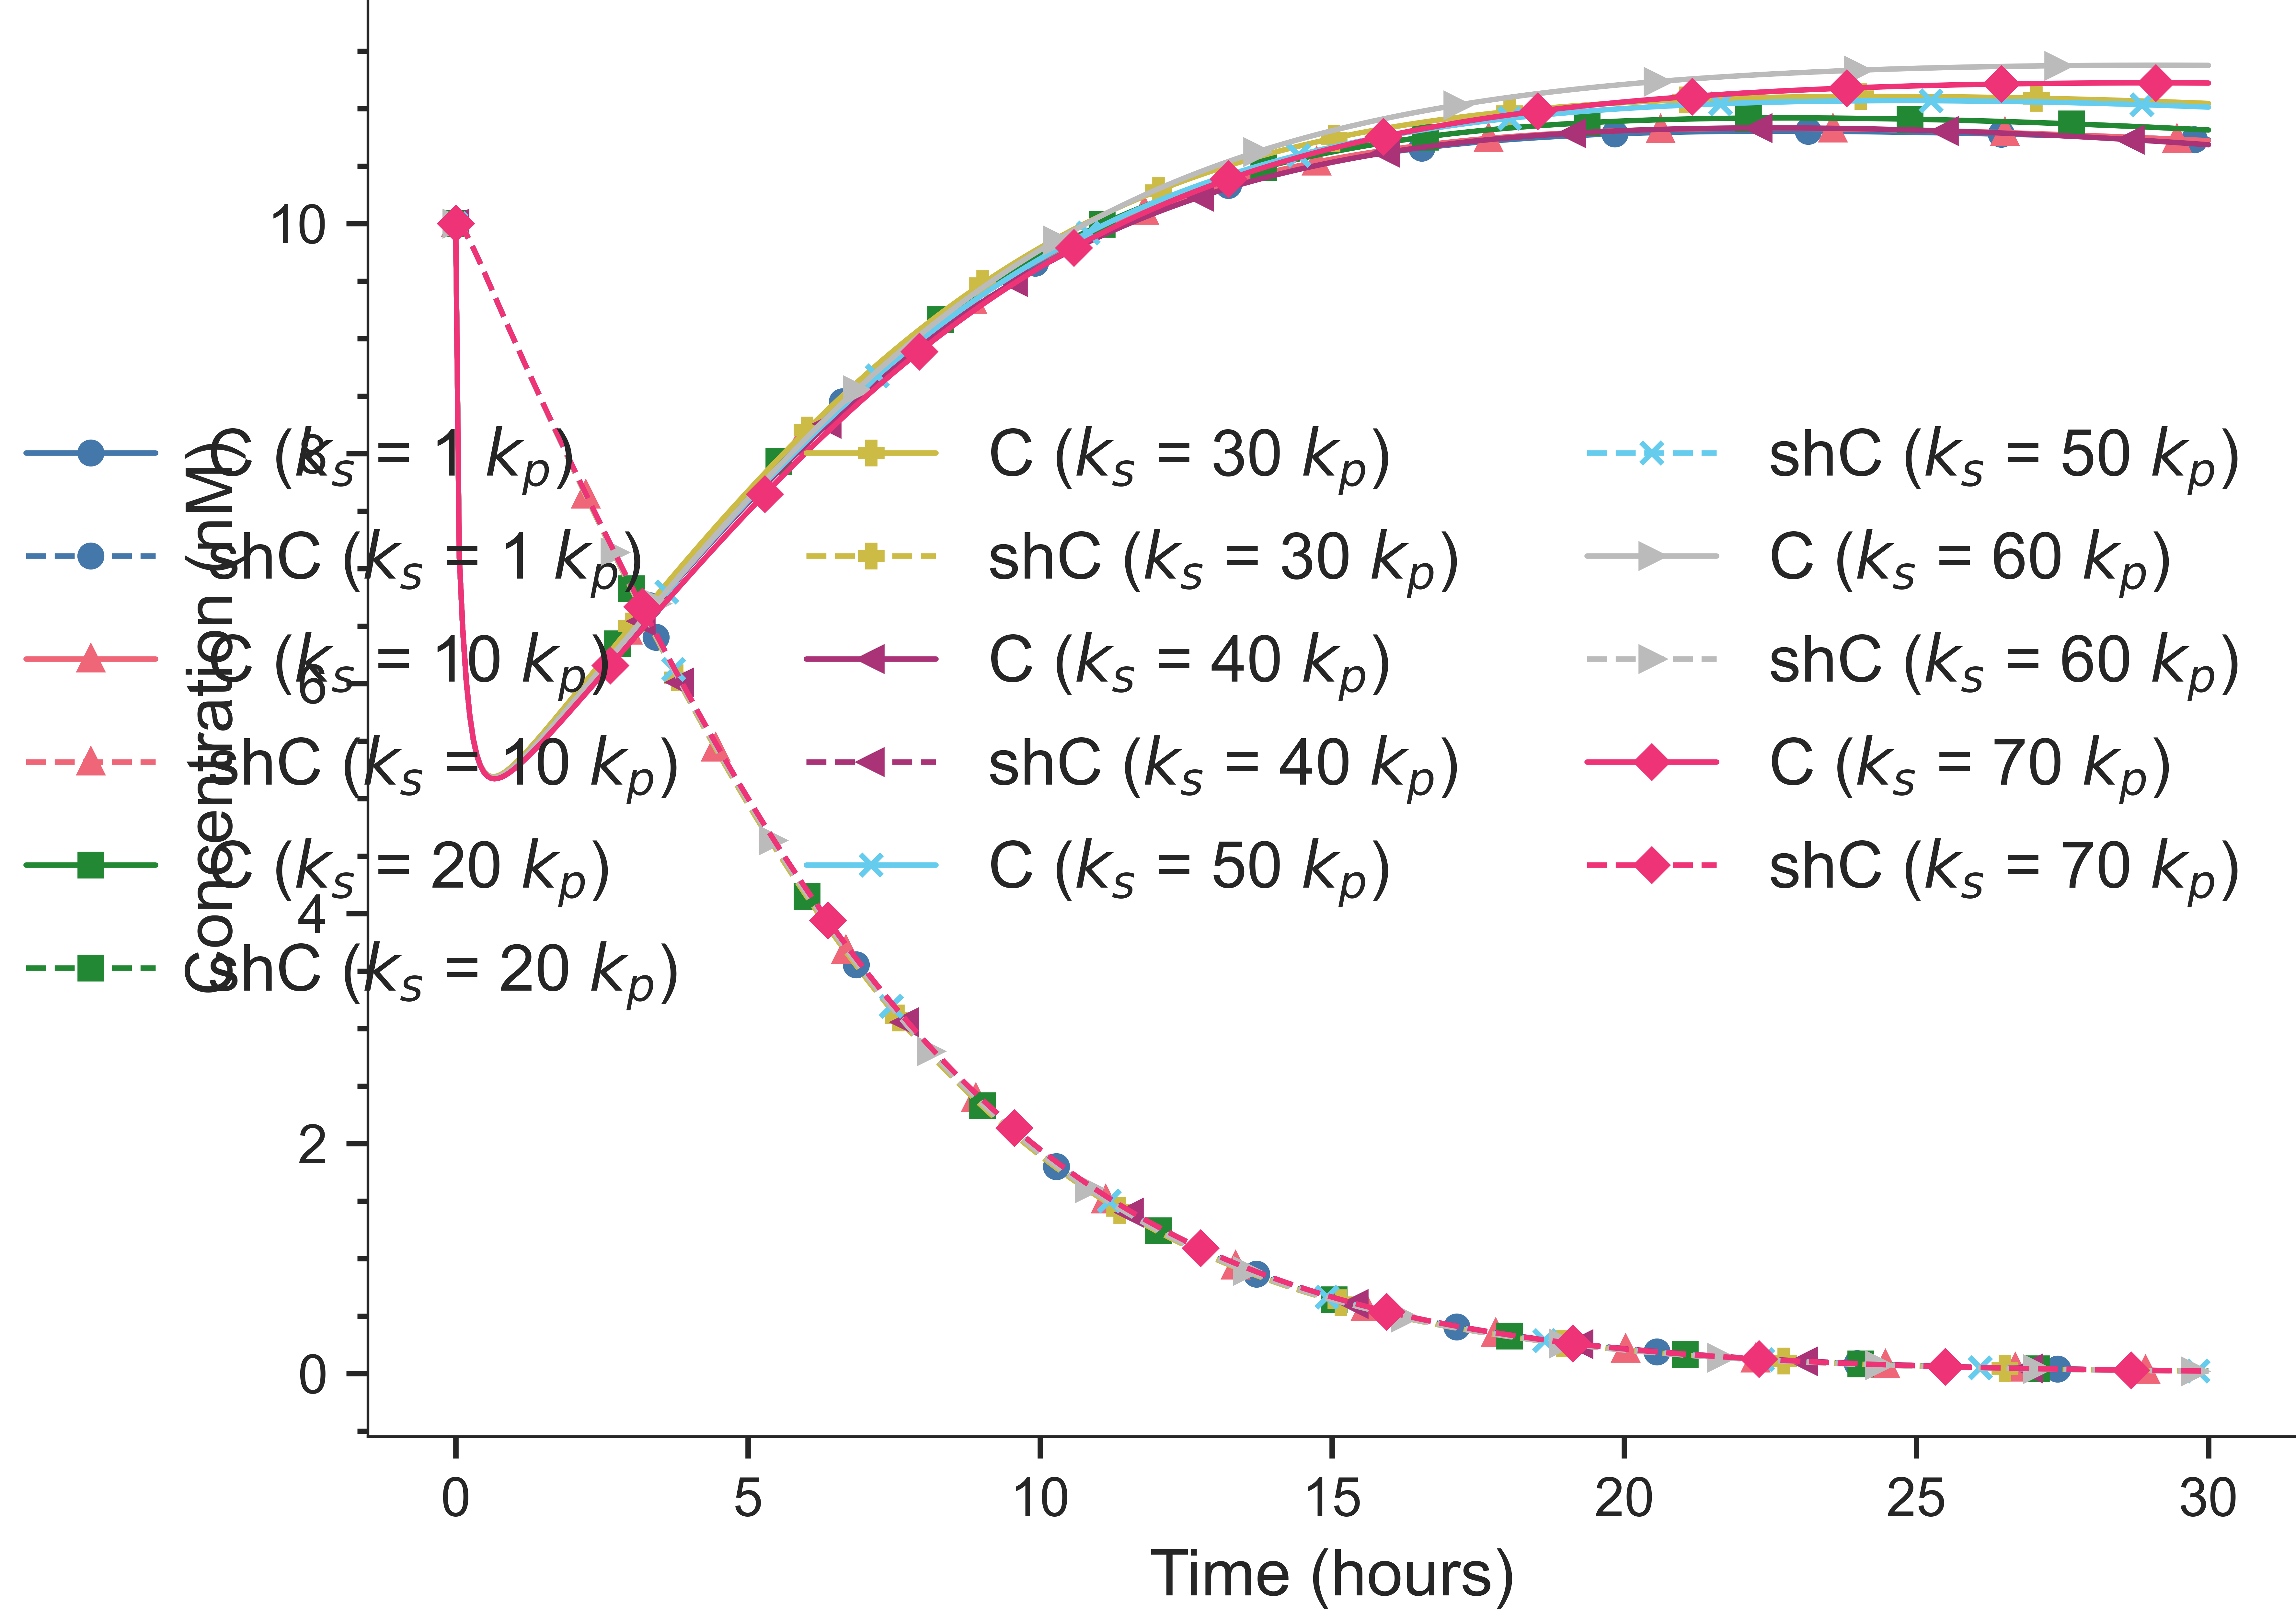 10
8
6
4
2
0
Concentration (nM)
C (kₛ = 1 kₚ)
shC (kₛ = 1 kₚ)
C (kₛ = 10 kₚ)
shC (kₛ = 10 kₚ)
C (kₛ = 20 kₚ)
shC (kₛ = 20 kₚ)
C (kₛ = 30 kₚ)
shC (kₛ = 30 kₚ)
C (kₛ = 40 kₚ)
shC (kₛ = 40 kₚ)
C (kₛ = 50 kₚ)
shC (kₛ = 50 kₚ)
C (kₛ = 60 kₚ)
shC (kₛ = 60 kₚ)
C (kₛ = 70 kₚ)
shC (kₛ = 70 kₚ)
0 5 10 15 20 25 30
Time (hours)